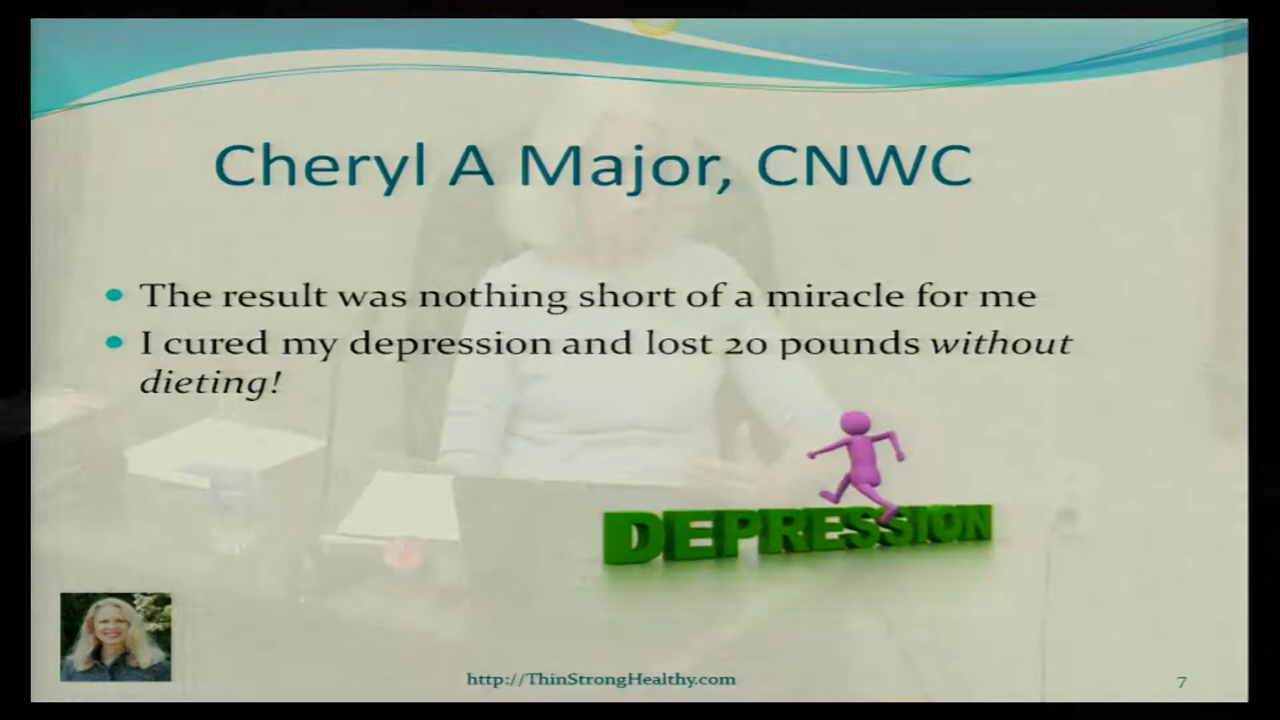 Cheryl A Major, CNWC
The result was nothing short of a miracle for me
I cured my depression and lost 20 pounds without
dieting!
DEPRESSION
http://ThinStrongHealthy.com
7